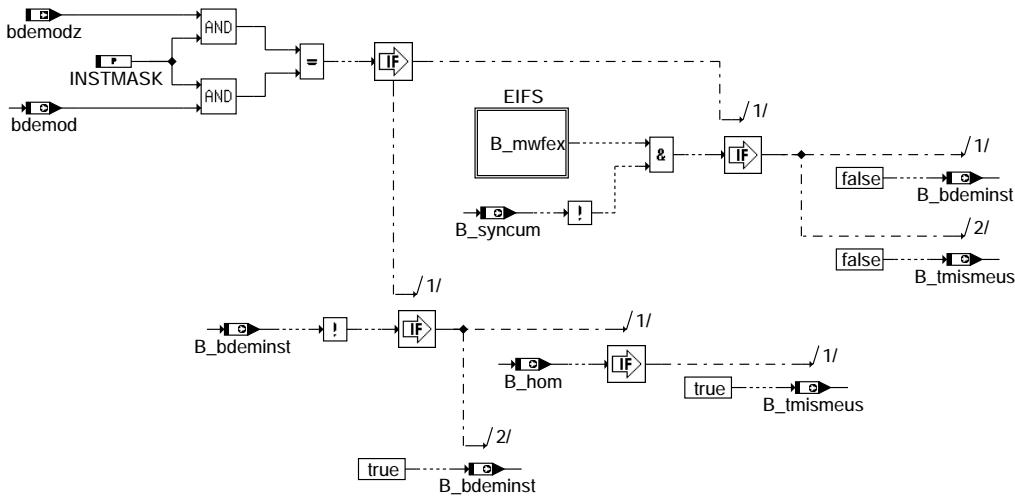 bdemodz
AND
INSTMASK
P
=
IF
AND
bdemod
EIFS
1/
B_mwfex
&
IF
1/
false
B_bdeminst
B_syncum
!
2/
false
B_tmismeus
1/
B_bdeminst
!
IF
1/
B_hom
IF
1/
true
B_tmismeus
2/
true
B_bdeminst